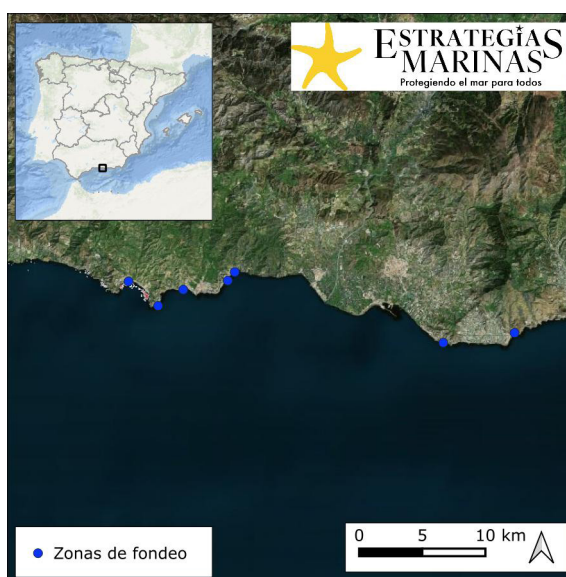 ESTRATEGIAS
MARINAS
Protegiendo el mar para todos
Zonas de fondeo
0 5 10 km